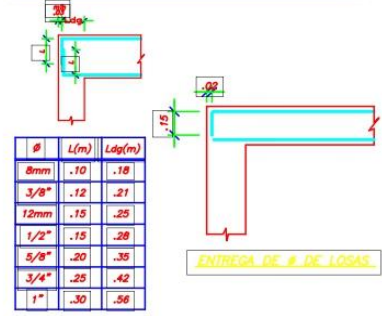 Ldg
L
L
.02
.15
Ø L(m) Ldg(m)
8mm .10 .18
3/8" .12 .21
12mm .15 .25
1/2" .15 .28
5/8" .20 .35
3/4" .25 .42
1" .30 .56
ENTREGA DE Ø DE LOSAS